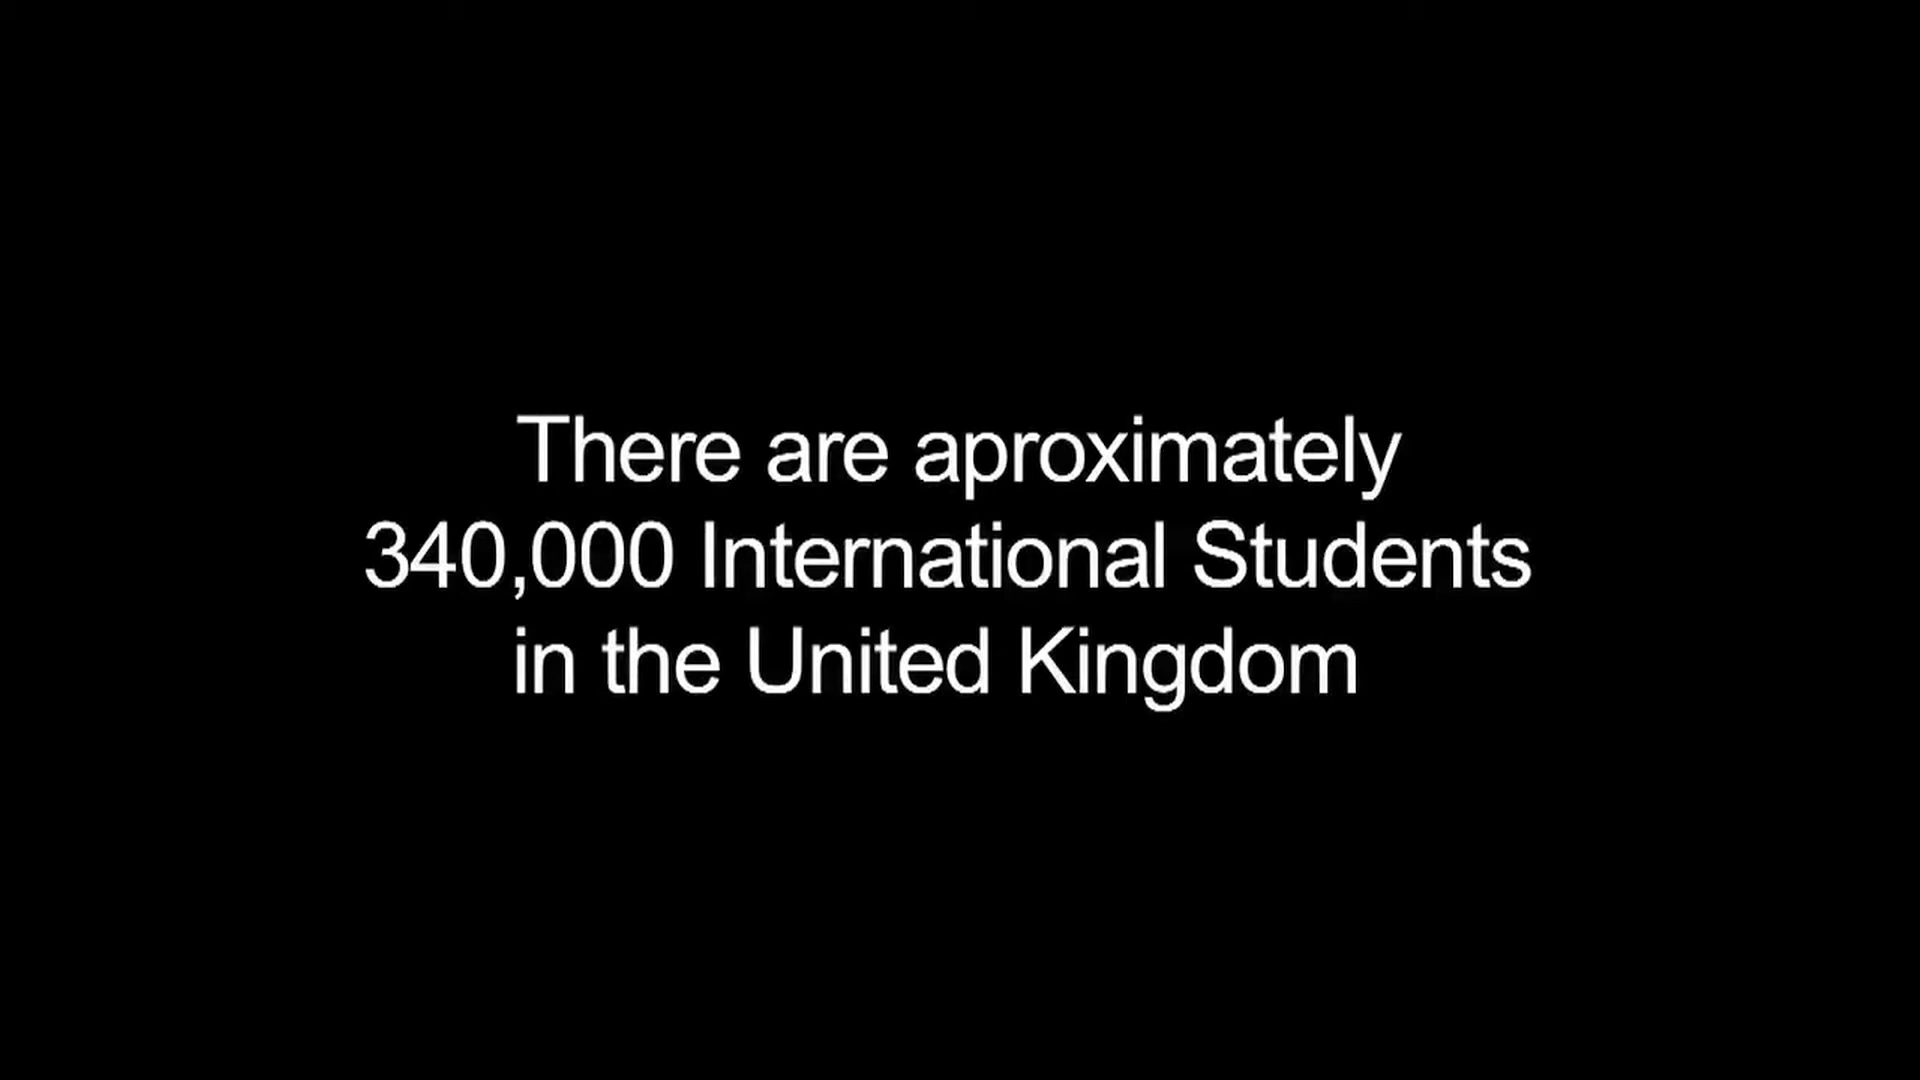 There are aproximately
340,000 International Students
in the United Kingdom